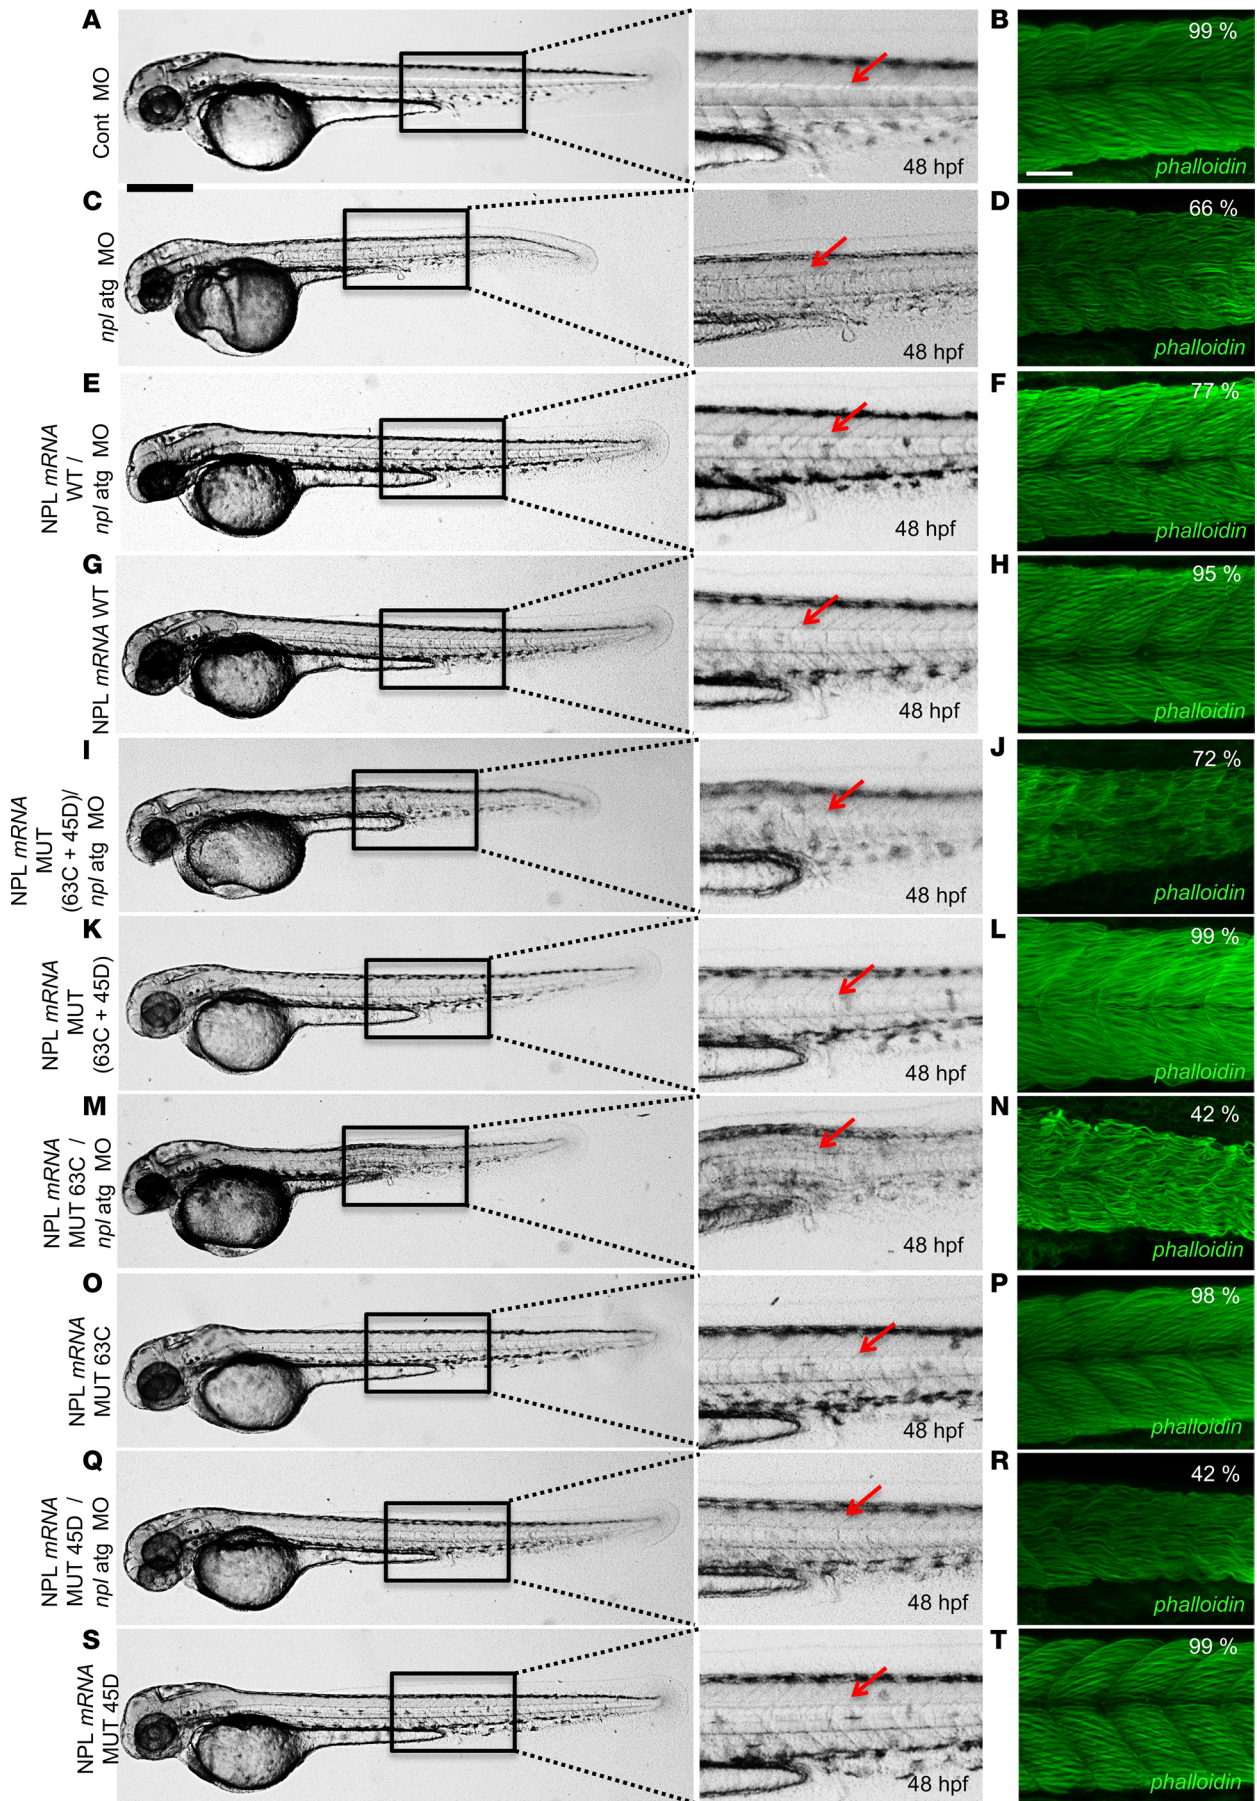 A
Cont MO
48 hpf
B
99 %
phalloidin
C
npl atg MO
48 hpf
D
66 %
phalloidin
E
NPL mRNA
WT /
npl atg MO
48 hpf
F
77 %
phalloidin
G
NPL mRNA WT
48 hpf
H
95 %
phalloidin
I
NPL mRNA
MUT
(63C + 45D)/
npl atg MO
48 hpf
J
72 %
phalloidin
K
NPL mRNA
MUT
(63C + 45D)
48 hpf
L
99 %
phalloidin
M
NPL mRNA
MUT 63C /
npl atg MO
48 hpf
N
42 %
phalloidin
O
NPL mRNA
MUT 63C
48 hpf
P
98 %
phalloidin
Q
NPL mRNA
MUT 45D /
npl atg MO
48 hpf
R
42 %
phalloidin
S
NPL mRNA
MUT 45D
48 hpf
T
99 %
phalloidin